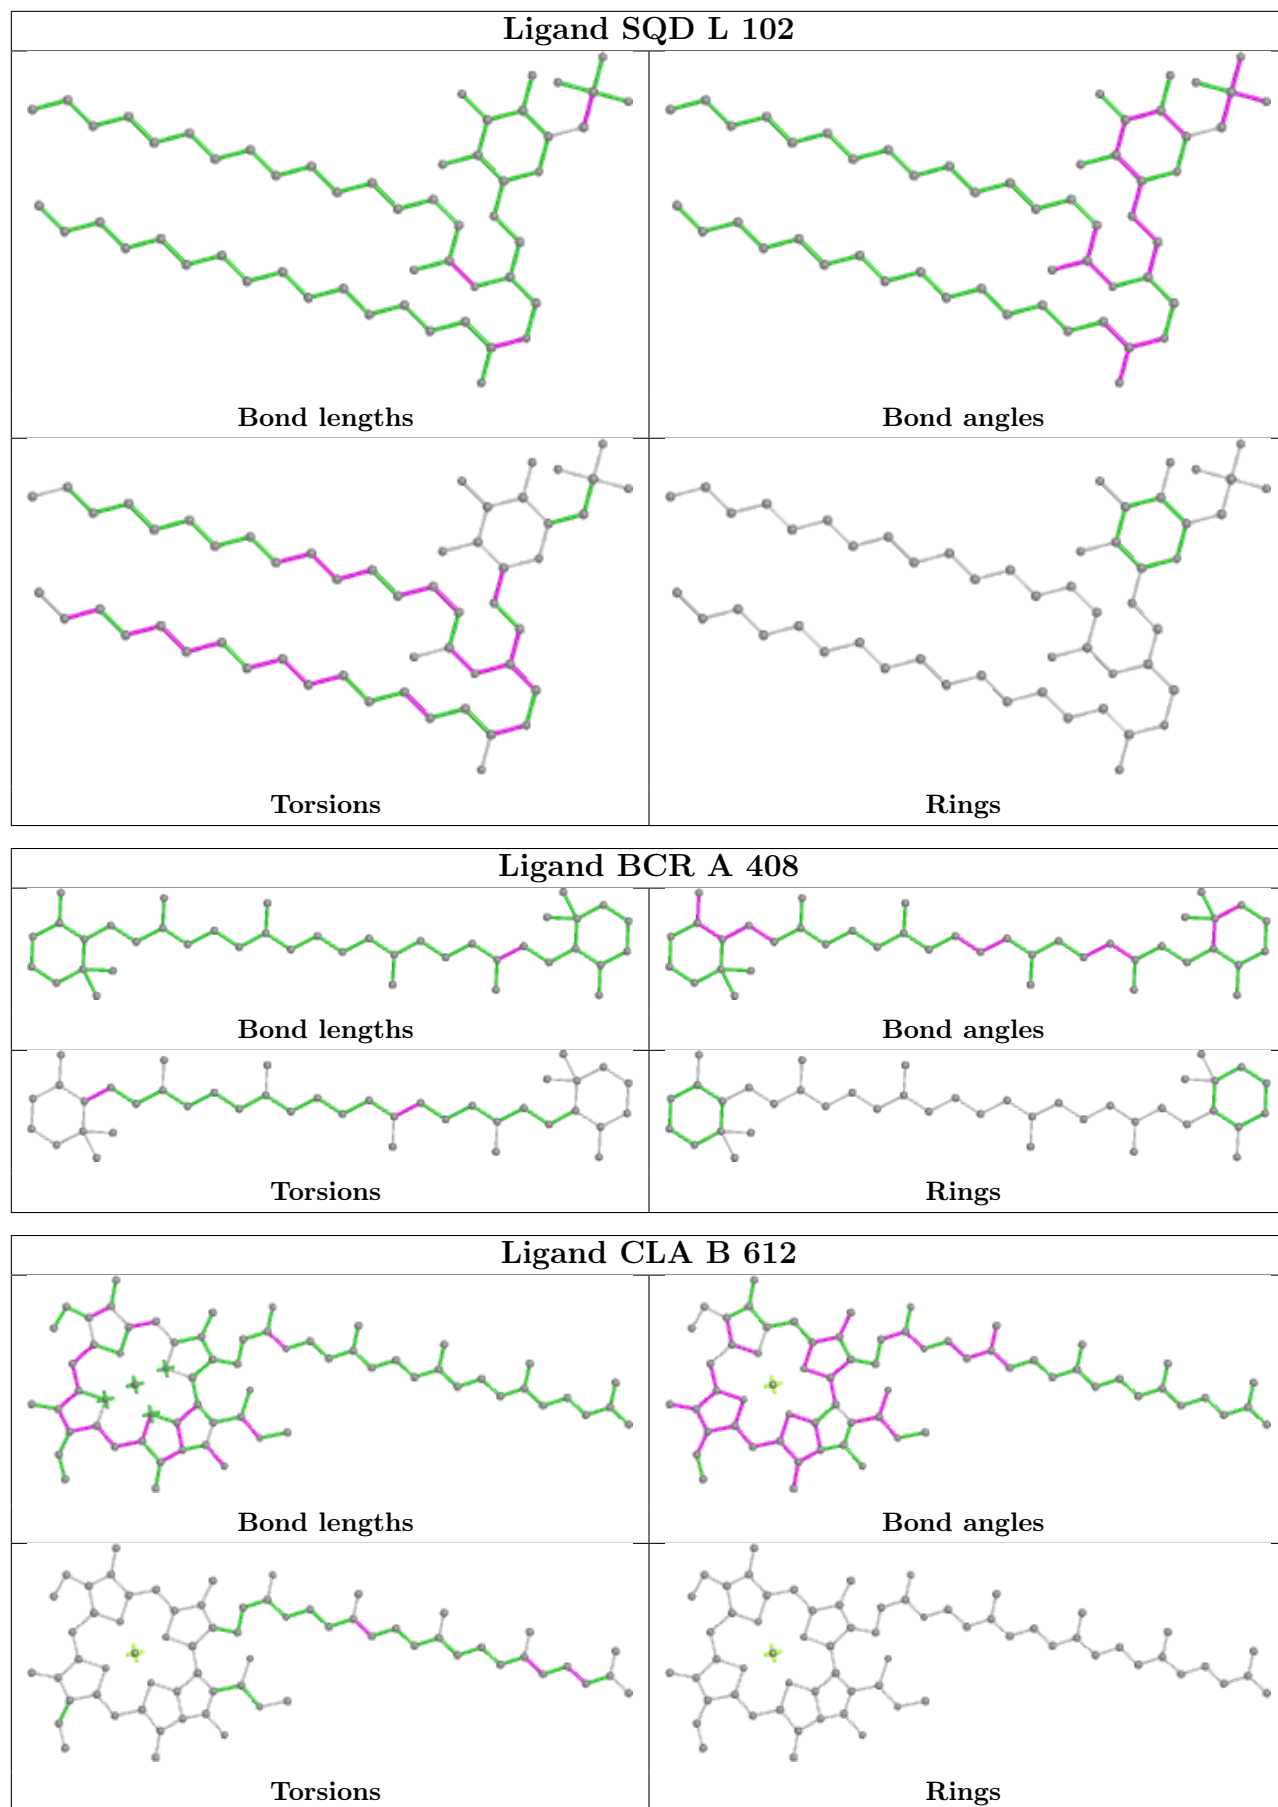 Ligand SQD L 102
Bond lengths
Bond angles
Torsions
Rings
Ligand BCR A 408
Bond lengths
Bond angles
Torsions
Rings
Ligand CLA B 612
Bond lengths
Bond angles
Torsions
Rings